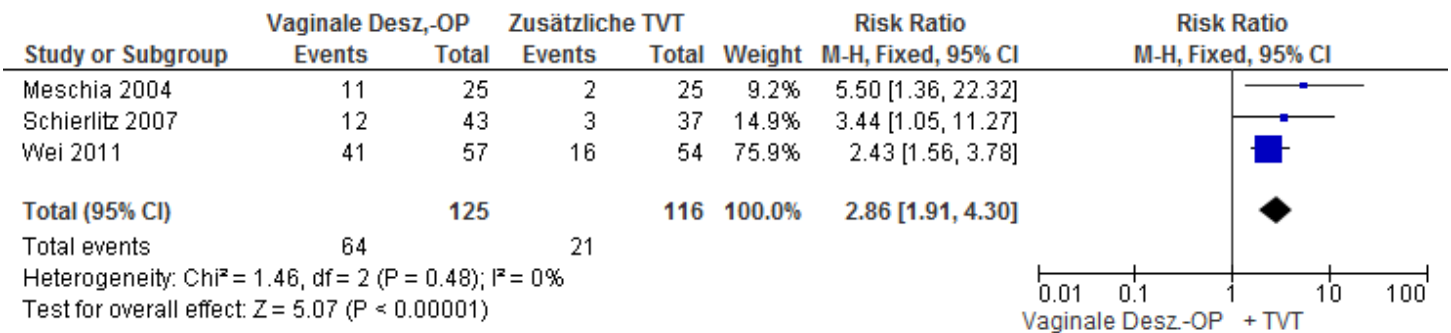 Vaginale Desz,-OP Zusätzliche TVT Risk Ratio Risk Ratio
Study or Subgroup Events Total Events Total Weight M-H, Fixed, 95% CI M-H, Fixed, 95% CI
Meschia 2004 11 25 2 25 9.2% 5.50 [1.36, 22.32]
Schierlitz 2007 12 43 3 37 14.9% 3.44 [1.05, 11.27]
Wei 2011 41 57 16 54 75.9% 2.43 [1.56, 3.78]
Total (95% CI) 125 116 100.0% 2.86 [1.91, 4.30]
Total events 64 21
Heterogeneity: Chi² = 1.46, df = 2 (P = 0.48); I² = 0%
Test for overall effect: Z = 5.07 (P < 0.00001)
0.01 0.1 1 10 100
Vaginale Desz.-OP + TVT